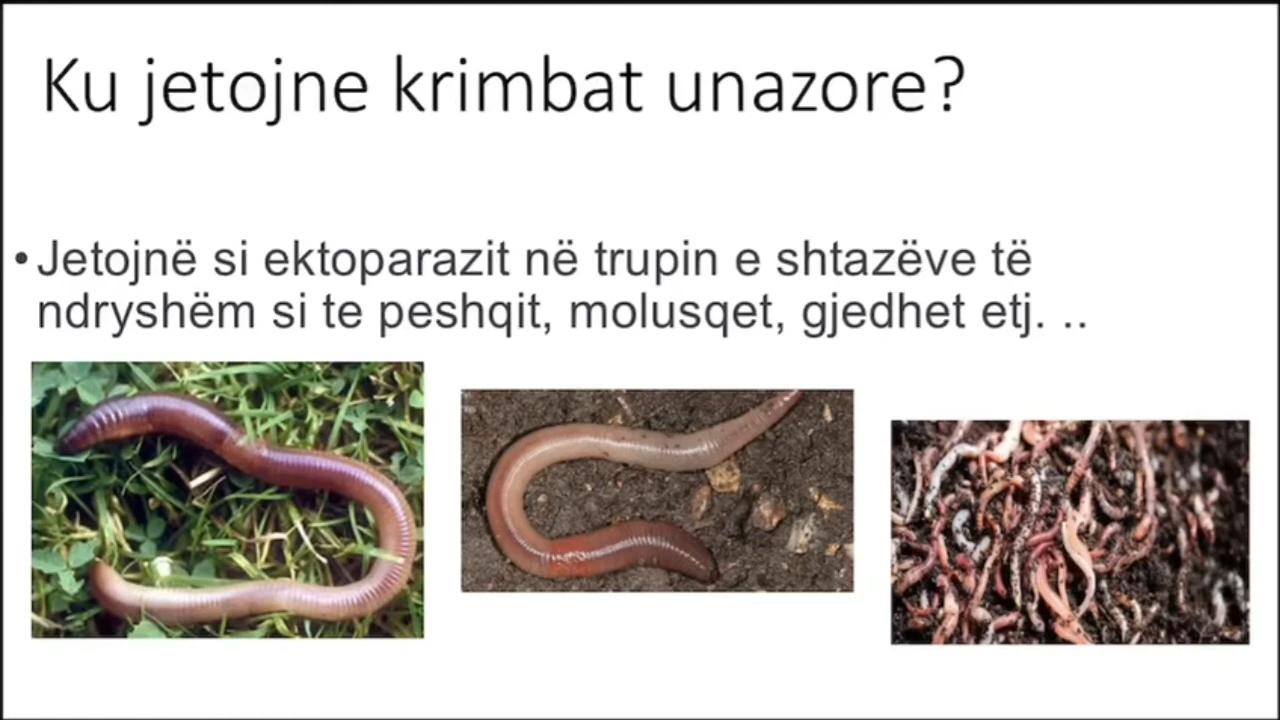 Ku jetojne krimbat unazore?
• Jetojnë si ektoparazit në trupin e shtazëve të
ndryshëm si te peshqit, molusqet, gjedhet etj. ..